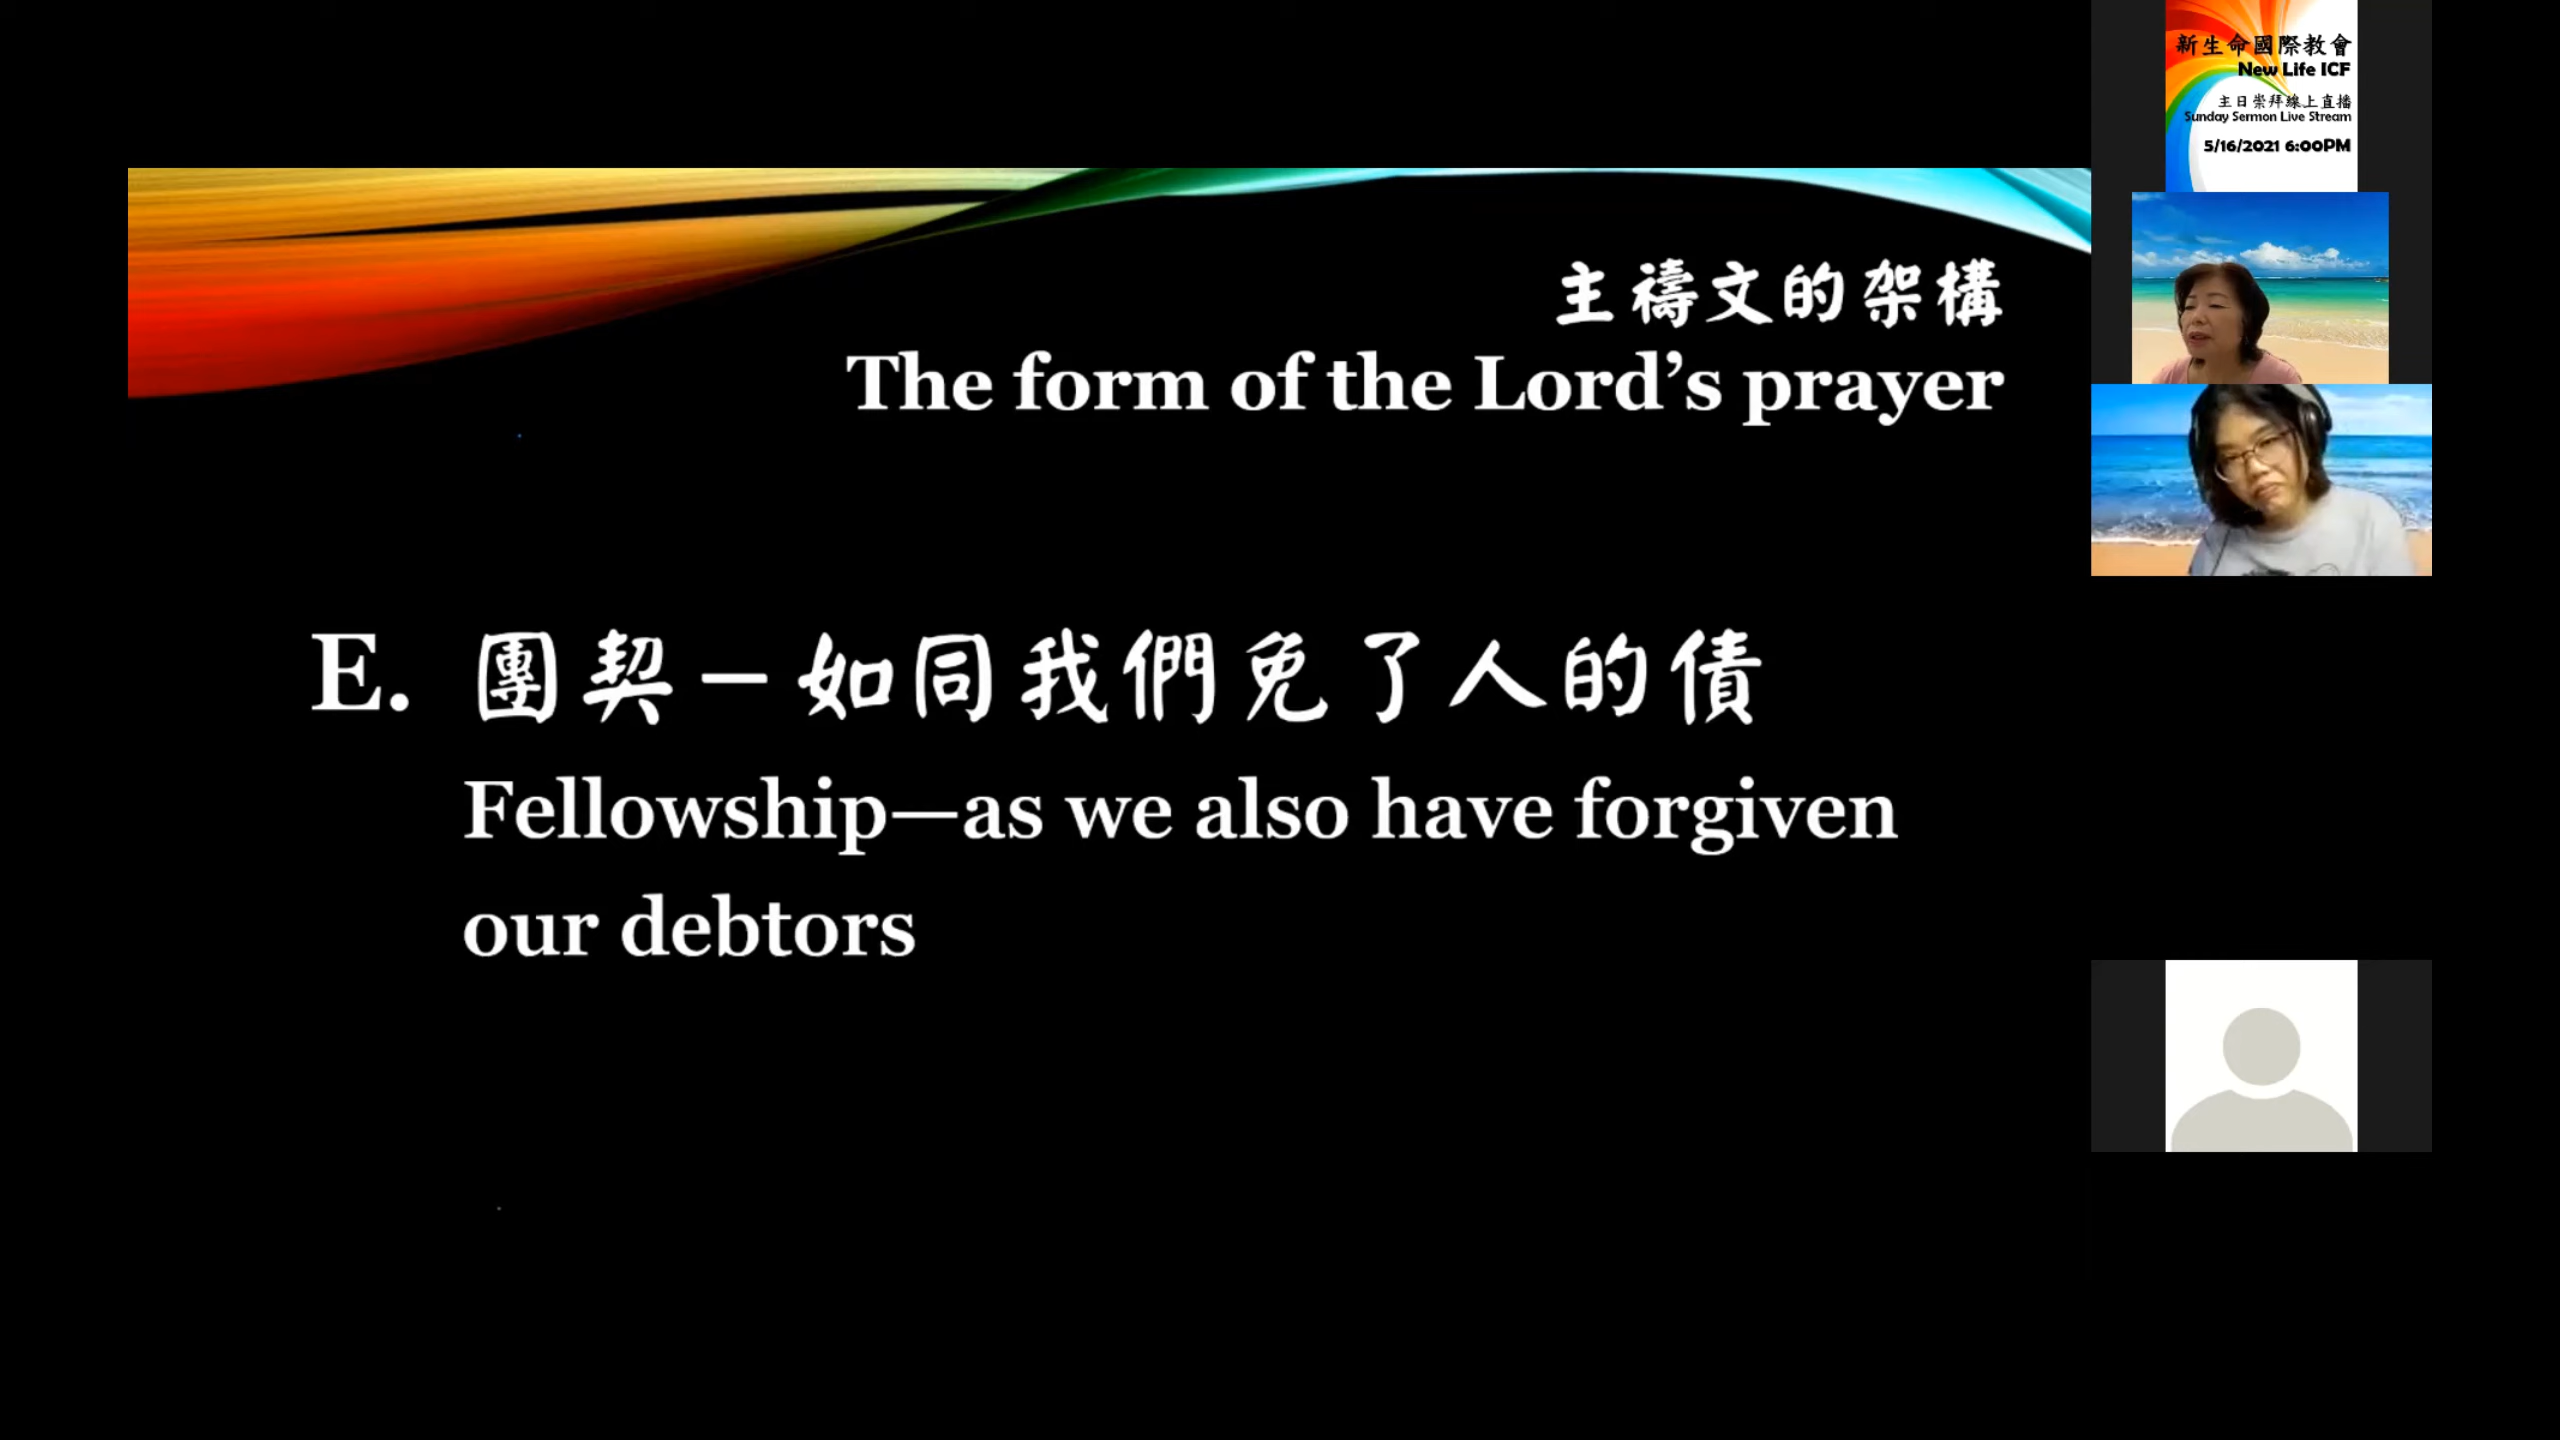 主禱文的架構
The form of the Lord’s prayer
E. 團契－如同我們免了人的債
Fellowship—as we also have forgiven
our debtors
新生命國際教會
New Life ICF
主日崇拜線上直播
Sunday Sermon Live Stream
5/16/2021 6:00PM